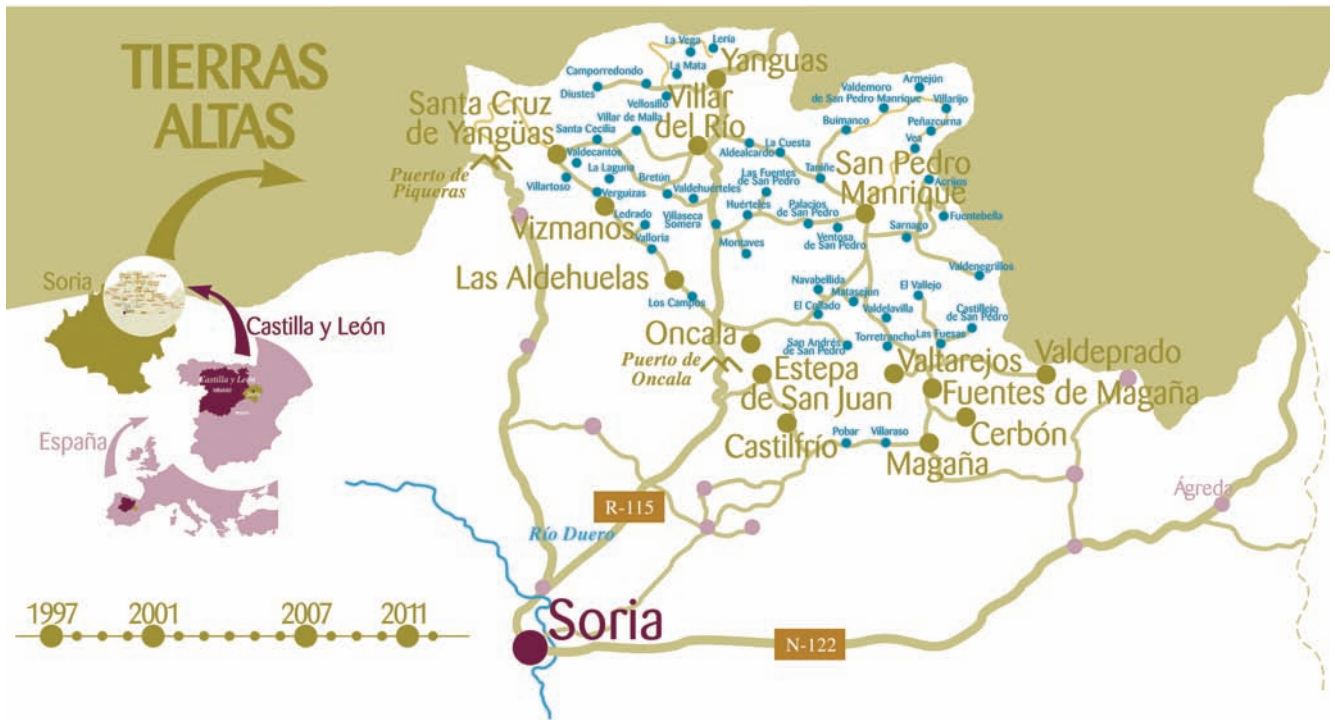 TIERRAS
ALTAS
La Vega
Lería
Yanguas
La Mata
Camporredondo
Diustes
Vellosillo
Armejún
Valdemoro
de San Pedro Manrique
Villarijo
Santa Cruz
de Yangüas
Villar
del Río
Villar de Malla
Buimanco
Peñazcurna
Santa Cecilia
Vea
Valdecantos
Aldealcardo
La Cuesta
San Pedro
Manrique
Puerto de
Piqueras
La Laguna
Bretún
Las Fuentes
de San Pedro
Taniñe
Acrijos
Villartoso
Verguizas
Valdehuérteles
Huérteles
Palacios
de San Pedro
Fuentebella
Vizmanos
Ledrado
Villaseca
Somera
Ventosa
de San Pedro
Sarnago
Valloria
Montaves
Soria
Las Aldehuelas
Navabellida
Matasejún
El Vallejo
Valdenegrillos
Los Campos
El Collado
Valdelavilla
Castillejo
de San Pedro
Castilla y León
Oncala
San Andrés
de San Pedro
Torretrancho
Las Fuesas
Puerto de
Oncala
Estepa
de San Juan
Valtarejos
Valdeprado
Fuentes de Magaña
Castilla y León
España
Castilfrío
Pobar
Villaraso
Cerbón
Magaña
Ágreda
R-115
Río Duero
1997
2001
2007
2011
Soria
N-122